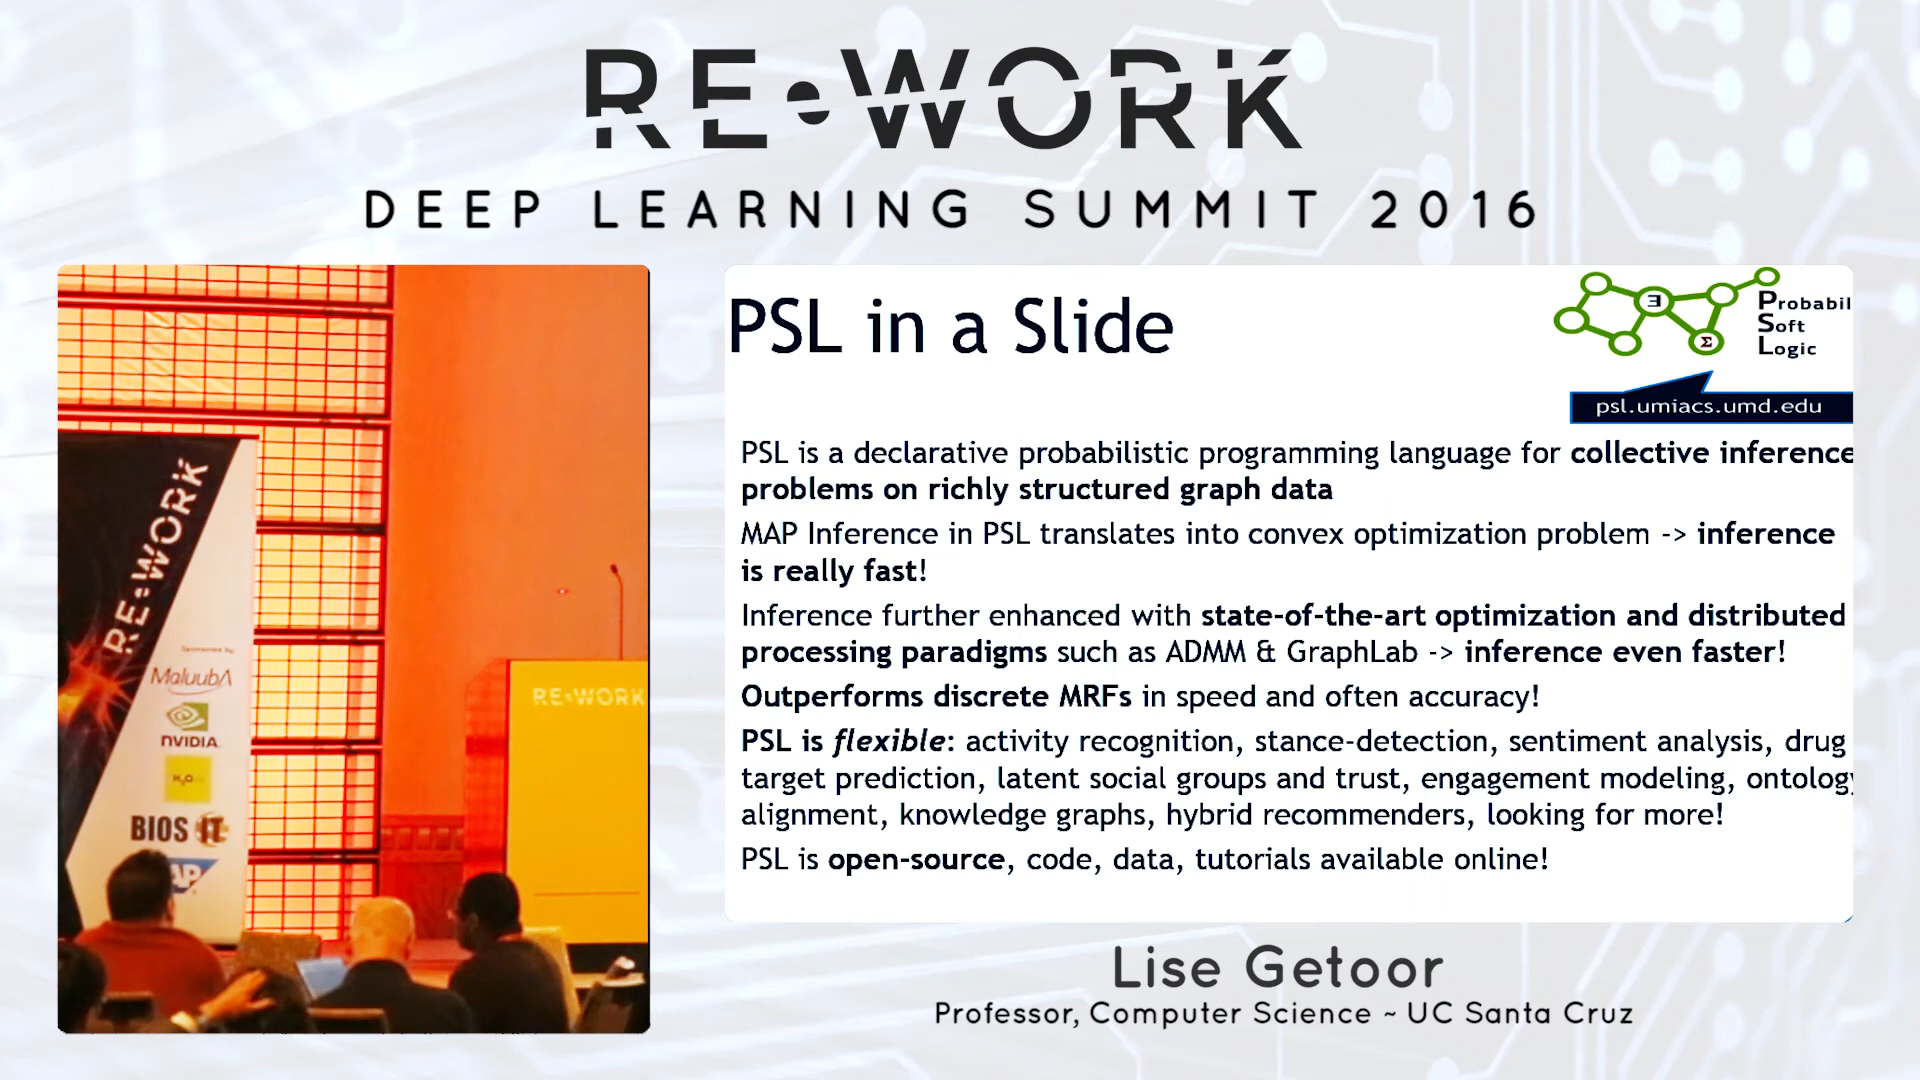 RE•WORK
DEEP LEARNING SUMMIT 2016
RE•WORK
Sponsored by
MaluubA
NVIDIA
H2O
BIOS IT
AP
RE•WORK
PSL in a Slide
Probabil
Soft
Logic
psl.umiacs.umd.edu
PSL is a declarative probabilistic programming language for collective inference
problems on richly structured graph data
MAP Inference in PSL translates into convex optimization problem -> inference
is really fast!
Inference further enhanced with state-of-the-art optimization and distributed
processing paradigms such as ADMM & GraphLab -> inference even faster!
Outperforms discrete MRFs in speed and often accuracy!
PSL is flexible: activity recognition, stance-detection, sentiment analysis, drug
target prediction, latent social groups and trust, engagement modeling, ontology
alignment, knowledge graphs, hybrid recommenders, looking for more!
PSL is open-source, code, data, tutorials available online!
Lise Getoor
Professor, Computer Science ~ UC Santa Cruz